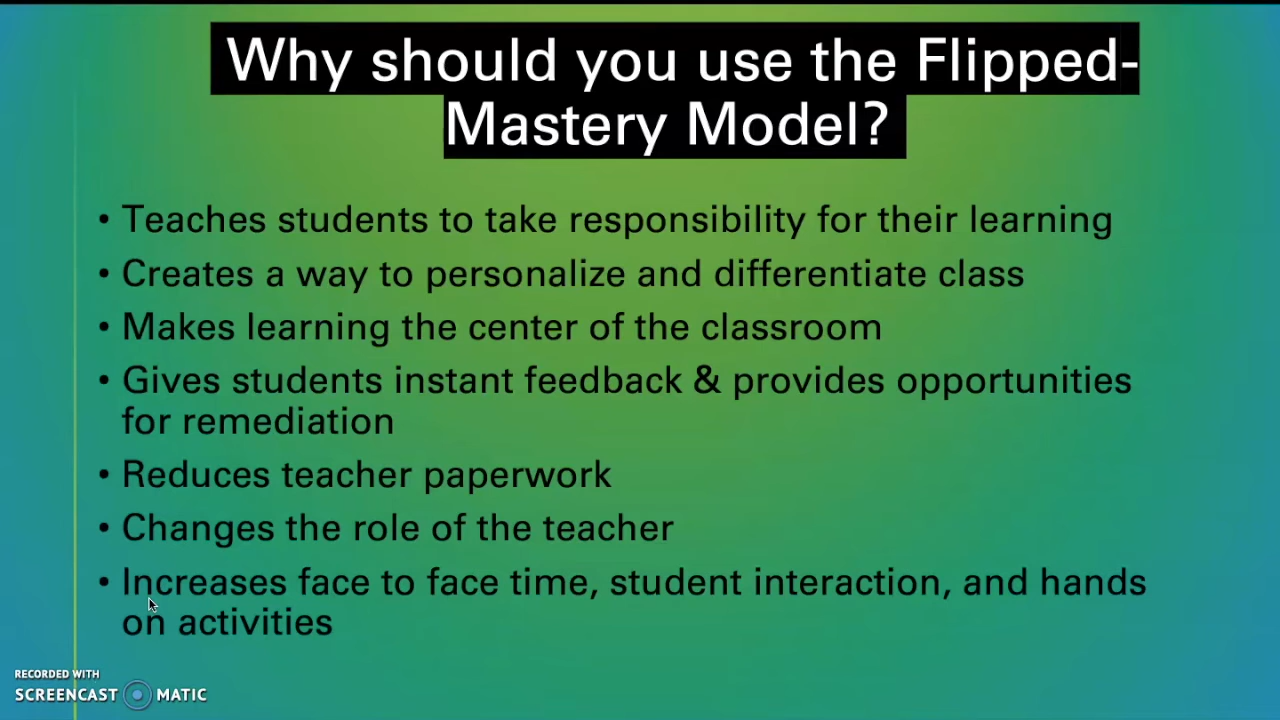 Why should you use the Flipped-
Mastery Model?
• Teaches students to take responsibility for their learning
• Creates a way to personalize and differentiate class
• Makes learning the center of the classroom
• Gives students instant feedback & provides opportunities
for remediation
• Reduces teacher paperwork
• Changes the role of the teacher
• Increases face to face time, student interaction, and hands
on activities
RECORDED WITH
SCREENCAST MATIC